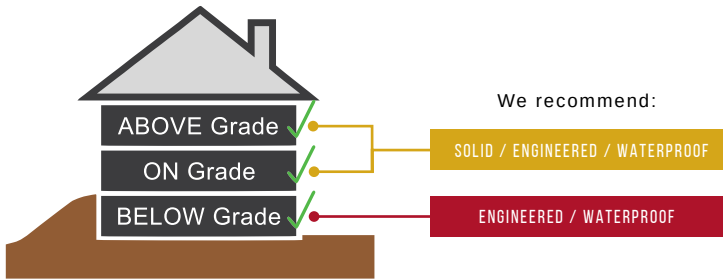 We recommend:
ABOVE Grade
ON Grade
BELOW Grade
SOLID / ENGINEERED / WATERPROOF
ENGINEERED / WATERPROOF